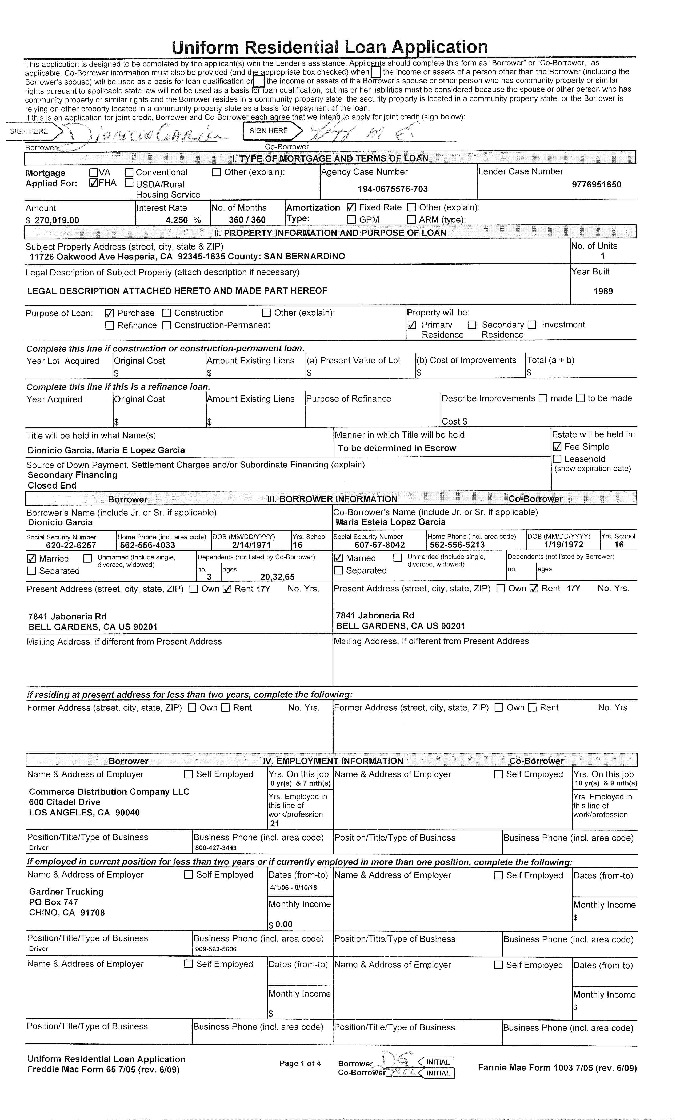 Uniform Residential Loan Application
This application is designed to be completed by the applicant(s) with the Lender's assistance. Applicants should complete this form as "Borrower" or "Co-Borrower," as
applicable. Co-Borrower information must also be provided (and the appropriate box checked) when the income or assets of a person other than the Borrower (including the
Borrower's spouse) will be used as a basis for loan qualification or the income or assets of the Borrower's spouse or other person who has community property or similar
rights pursuant to applicable state law will not be used as a basis for loan qualification, but his or her liabilities must be considered because the spouse or other person who has
community property or similar rights and the Borrower resides in a community property state, the security property is located in a community property state, or the Borrower is
relying on other property located in a community property state as a basis for repayment of the loan.
If this is an application for joint credit, Borrower and Co-Borrower each agree that we intend to apply for joint credit (sign below):
SIGN HERE Dionicio Garcia SIGN HERE
Borrower Co-Borrower
I. TYPE OF MORTGAGE AND TERMS OF LOAN
Mortgage VA Conventional Other (explain): Agency Case Number Lender Case Number
Applied For: FHA USDA/Rural Housing Service 194-0675576-703 9776951650
Amount Interest Rate No. of Months Amortization Fixed Rate Other (explain):
$ 270,019.00 4.250 % 360 / 360 Type: GPM ARM (type):
II. PROPERTY INFORMATION AND PURPOSE OF LOAN
Subject Property Address (street, city, state & ZIP) No. of Units
11726 Oakwood Ave Hesperia, CA 92345-1635 County: SAN BERNARDINO 1
Legal Description of Subject Property (attach description if necessary) Year Built
LEGAL DESCRIPTION ATTACHED HERETO AND MADE PART HEREOF 1989
Purpose of Loan: Purchase Construction Other (explain): Property will be:
Refinance Construction-Permanent Primary Residence Secondary Residence Investment
Complete this line if construction or construction-permanent loan.
Year Lot Acquired Original Cost Amount Existing Liens (a) Present Value of Lot (b) Cost of Improvements Total (a + b)
$ $ $ $ $
Complete this line if this is a refinance loan.
Year Acquired Original Cost Amount Existing Liens Purpose of Refinance Describe Improvements made to be made
$ $ Cost $
Title will be held in what Name(s) Manner in which Title will be held Estate will be held in:
Dionicio Garcia, Maria E Lopez Garcia To be determined in Escrow Fee Simple
Source of Down Payment, Settlement Charges and/or Subordinate Financing (explain) Leasehold
Secondary Financing (show expiration date)
Closed End
Borrower III. BORROWER INFORMATION Co-Borrower
Borrower's Name (include Jr. or Sr. if applicable) Co-Borrower's Name (include Jr. or Sr. if applicable)
Dionicio Garcia Maria Estela Lopez Garcia
Social Security Number Home Phone (incl. area code) DOB (MM/DD/YYYY) Yrs. School Social Security Number Home Phone (incl. area code) DOB (MM/DD/YYYY) Yrs. School
620-22-6257 562-556-4033 2/14/1971 16 607-67-8042 562-556-5213 1/19/1972 16
Married Unmarried (include single, divorced, widowed) Dependents (not listed by Co-Borrower) Married Unmarried (include single, divorced, widowed) Dependents (not listed by Borrower)
Separated no. 3 ages 20,32,65 Separated no. ages
Present Address (street, city, state, ZIP) Own Rent 17Y No. Yrs. Present Address (street, city, state, ZIP) Own Rent 17Y No. Yrs.
7841 Jaboneria Rd 7841 Jaboneria Rd
BELL GARDENS, CA US 90201 BELL GARDENS, CA US 90201
Mailing Address, if different from Present Address Mailing Address, if different from Present Address
If residing at present address for less than two years, complete the following:
Former Address (street, city, state, ZIP) Own Rent No. Yrs. Former Address (street, city, state, ZIP) Own Rent No. Yrs.
Borrower IV. EMPLOYMENT INFORMATION Co-Borrower
Name & Address of Employer Self Employed Yrs. On this job Name & Address of Employer Self Employed Yrs. On this job
0 yr(s) & 7 mth(s) 10 yr(s) & 9 mth(s)
Commerce Distribution Company LLC
600 Citadel Drive
LOS ANGELES, CA 90040
Yrs. Employed in this line of work/profession Yrs. Employed in this line of work/profession
21
Position/Title/Type of Business Business Phone (incl. area code) Position/Title/Type of Business Business Phone (incl. area code)
Driver
If employed in current position for less than two years or if currently employed in more than one position, complete the following:
Name & Address of Employer Self Employed Dates (from-to) Name & Address of Employer Self Employed Dates (from-to)
Gardner Trucking
PO Box 747
CHINO, CA 91708
Monthly Income Monthly Income
$ 0.00 $
Position/Title/Type of Business Business Phone (incl. area code) Position/Title/Type of Business Business Phone (incl. area code)
Driver
Name & Address of Employer Self Employed Dates (from-to) Name & Address of Employer Self Employed Dates (from-to)
Monthly Income Monthly Income
$ $
Position/Title/Type of Business Business Phone (incl. area code) Position/Title/Type of Business Business Phone (incl. area code)
Uniform Residential Loan Application
Freddie Mac Form 65 7/05 (rev. 6/09) Page 1 of 4 Borrower DG INITIAL Fannie Mae Form 1003 7/05 (rev. 6/09)
Co-Borrower INITIAL